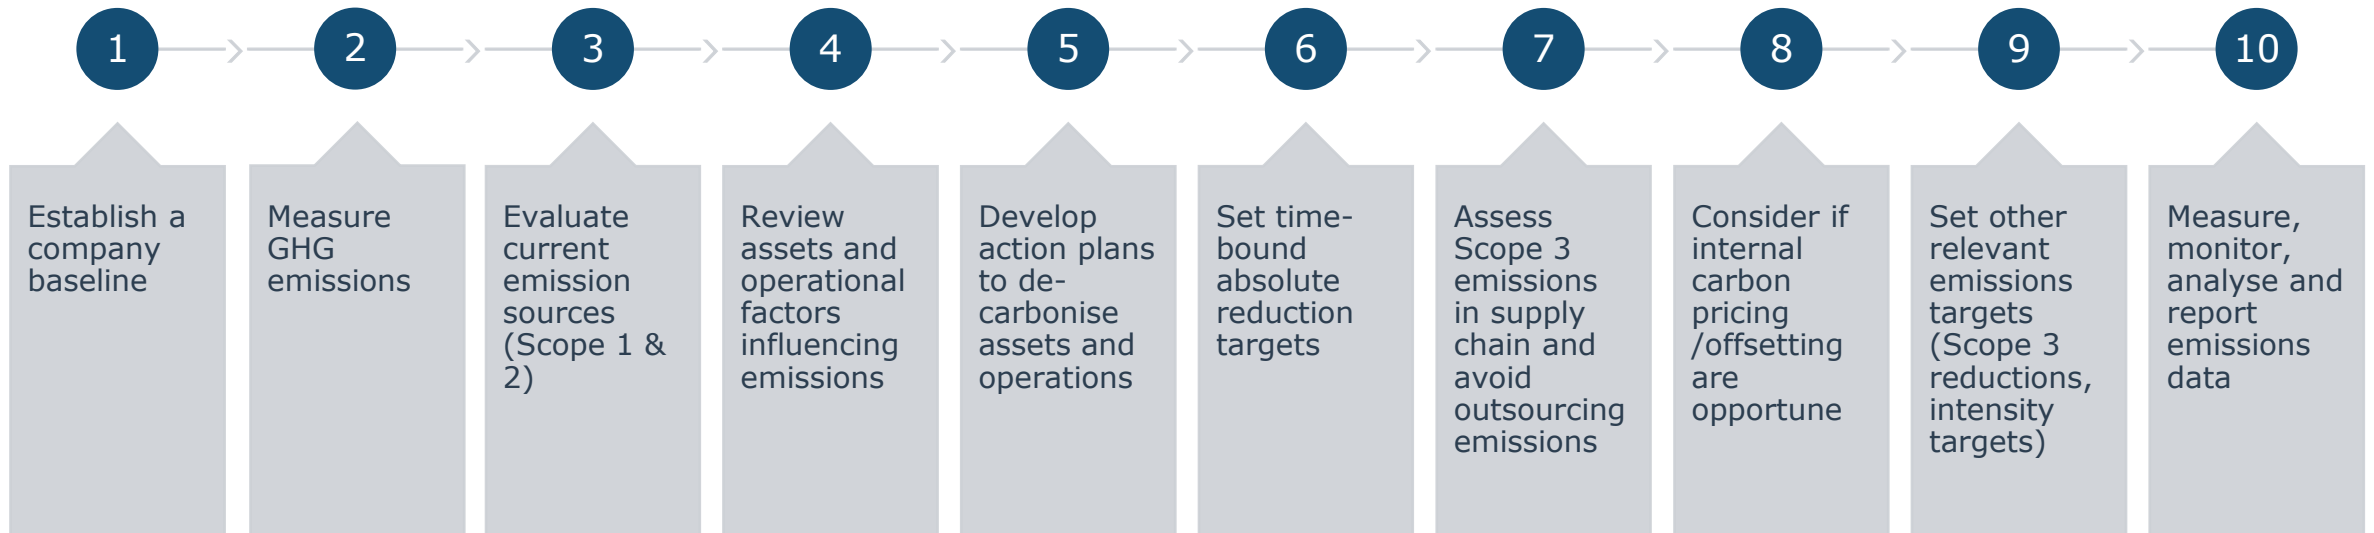 1
2
3
4
5
6
7
8
9
10
Establish a
company
baseline
Measure
GHG
emissions
Evaluate
current
emission
sources
(Scope 1 &
2)
Review
assets and
operational
factors
influencing
emissions
Develop
action plans
to de-
carbonise
assets and
operations
Set time-
bound
absolute
reduction
targets
Assess
Scope 3
emissions
in supply
chain and
avoid
outsourcing
emissions
Consider if
internal
carbon
pricing
/offsetting
are
opportune
Set other
relevant
emissions
targets
(Scope 3
reductions,
intensity
targets)
Measure,
monitor,
analyse and
report
emissions
data